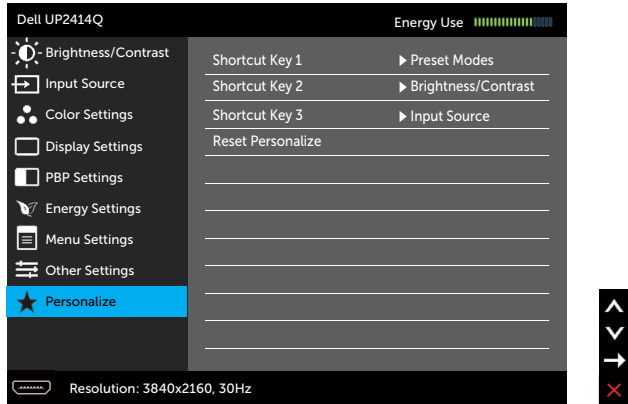 Dell UP2414Q
Energy Use
Brightness/Contrast
Input Source
Color Settings
Display Settings
PBP Settings
Energy Settings
Menu Settings
Other Settings
Personalize
Shortcut Key 1 Preset Modes
Shortcut Key 2 Brightness/Contrast
Shortcut Key 3 Input Source
Reset Personalize
Resolution: 3840x2160, 30Hz